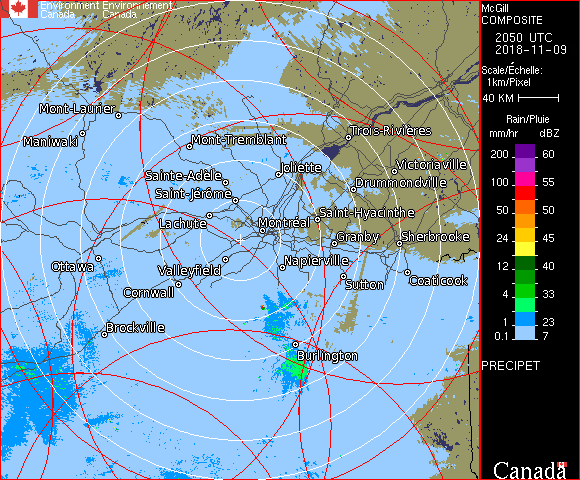 Environment Environnement
Canada Canada
McGill
COMPOSITE
2050 UTC
2018-11-09
Scale/Échelle:
1km/Pixel
40 KM
Rain/Pluie
mm/hr dBZ
200 60
100 55
50 50
24 45
12 40
4 33
1 23
0.1 7
PRECIPET
Canada
Mont-Laurier
Maniwaki
Mont-Tremblant
Trois-Rivières
Joliette
Victoriaville
Sainte-Adèle
Drummondville
Saint-Jérôme
Saint-Hyacinthe
Lachute
Montréal
Granby
Sherbrooke
Ottawa
Valleyfield
Napierville
Cornwall
Sutton
Coaticook
Brockville
Burlington